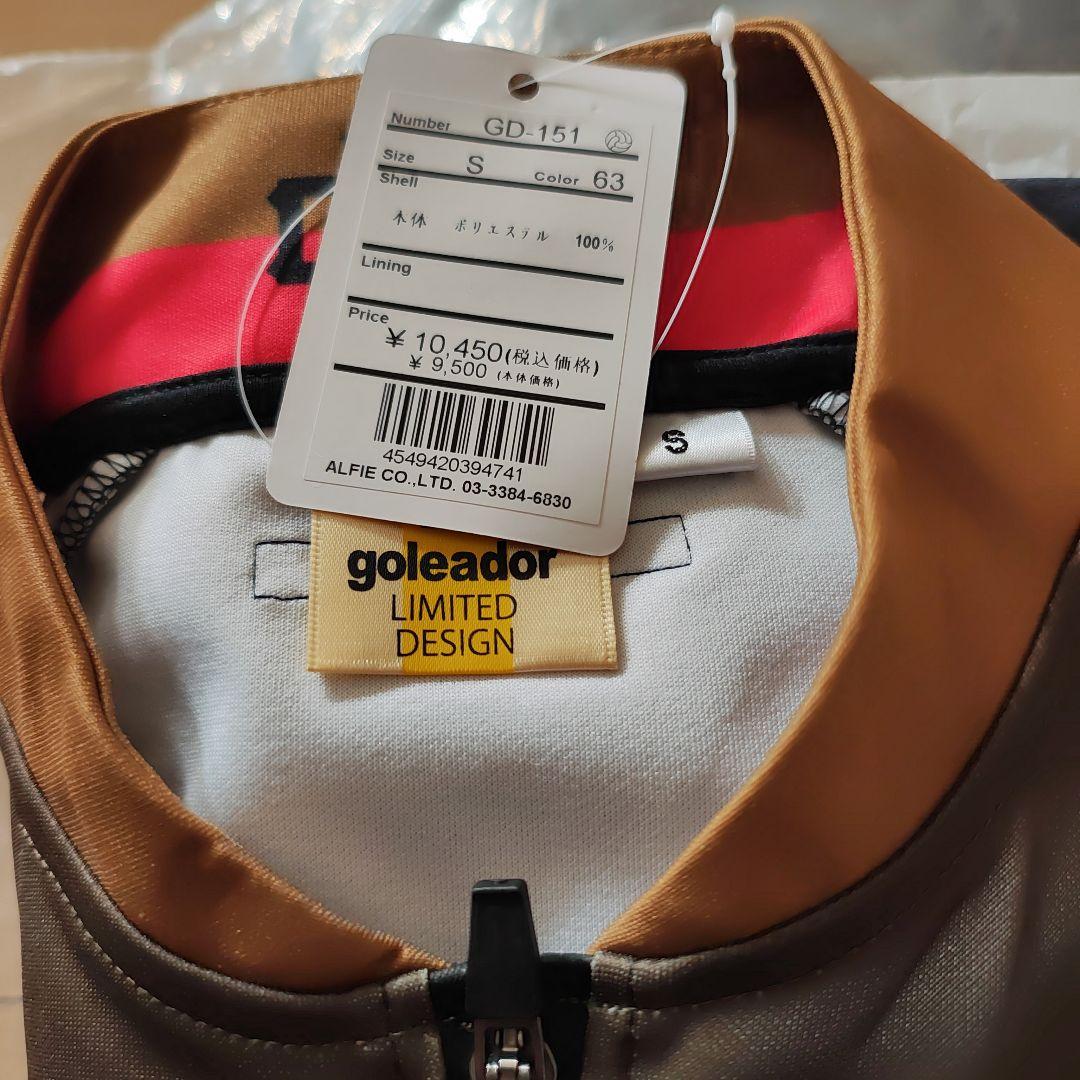 Number GD-151
Size S Color 63
Shell
本体 ポリエステル 100%
Lining
Price
¥ 10,450(税込価格)
¥ 9,500 (本体価格)
4549420394741
ALFIE CO.,LTD. 03-3384-6830
S
goleador
LIMITED
DESIGN